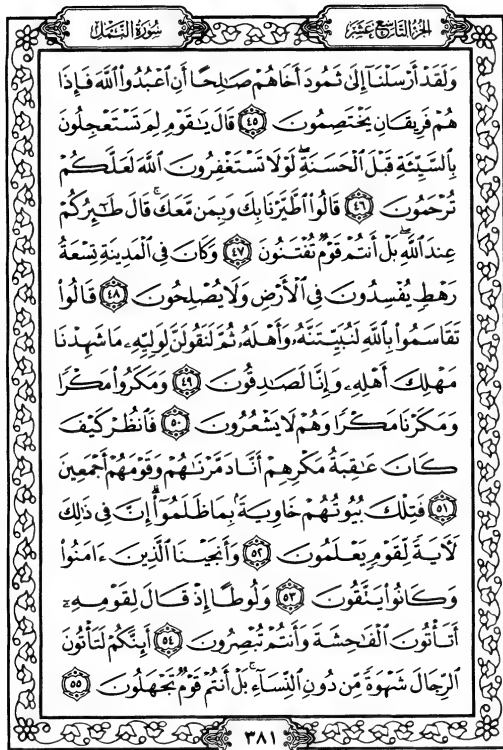 الجزء التاسع عشر
سورة النمل
وَلَقَدْ أَرْسَلْنَآ إِلَىٰ ثَمُودَ أَخَاهُمْ صَٰلِحًا أَنِ ٱعْبُدُوا۟ ٱللَّهَ فَإِذَا
هُمْ فَرِيقَانِ يَخْتَصِمُونَ ٤٥ قَالَ يَٰقَوْمِ لِمَ تَسْتَعْجِلُونَ
بِٱلسَّيِّئَةِ قَبْلَ ٱلْحَسَنَةِ ۖ لَوْلَا تَسْتَغْفِرُونَ ٱللَّهَ لَعَلَّكُمْ
تُرْحَمُونَ ٤٦ قَالُوا۟ ٱطَّيَّرْنَا بِكَ وَبِمَن مَّعَكَ ۚ قَالَ طَٰٓئِرُكُمْ
عِندَ ٱللَّهِ ۖ بَلْ أَنتُمْ قَوْمٌ تُفْتَنُونَ ٤٧ وَكَانَ فِى ٱلْمَدِينَةِ تِسْعَةُ
رَهْطٍ يُفْسِدُونَ فِى ٱلْأَرْضِ وَلَا يُصْلِحُونَ ٤٨ قَالُوا۟
تَقَاسَمُوا۟ بِٱللَّهِ لَنُبَيِّتَنَّهُۥ وَأَهْلَهُۥ ثُمَّ لَنَقُولَنَّ لِوَلِيِّهِۦ مَا شَهِدْنَا
مَهْلِكَ أَهْلِهِۦ وَإِنَّا لَصَٰدِقُونَ ٤٩ وَمَكَرُوا۟ مَكْرًا
وَمَكَرْنَا مَكْرًا وَهُمْ لَا يَشْعُرُونَ ٥٠ فَٱنظُرْ كَيْفَ
كَانَ عَٰقِبَةُ مَكْرِهِمْ أَنَّا دَمَّرْنَٰهُمْ وَقَوْمَهُمْ أَجْمَعِينَ
٥١ فَتِلْكَ بُيُوتُهُمْ خَاوِيَةًۢ بِمَا ظَلَمُوٓا۟ ۗ إِنَّ فِى ذَٰلِكَ
لَءَايَةً لِّقَوْمٍ يَعْلَمُونَ ٥٢ وَأَنجَيْنَا ٱلَّذِينَ ءَامَنُوا۟
وَكَانُوا۟ يَتَّقُونَ ٥٣ وَلُوطًا إِذْ قَالَ لِقَوْمِهِۦٓ
أَتَأْتُونَ ٱلْفَٰحِشَةَ وَأَنتُمْ تُبْصِرُونَ ٥٤ أَئِنَّكُمْ لَتَأْتُونَ
ٱلرِّجَالَ شَهْوَةً مِّن دُونِ ٱلنِّسَآءِ ۚ بَلْ أَنتُمْ قَوْمٌ تَجْهَلُونَ ٥٥
٣٨١